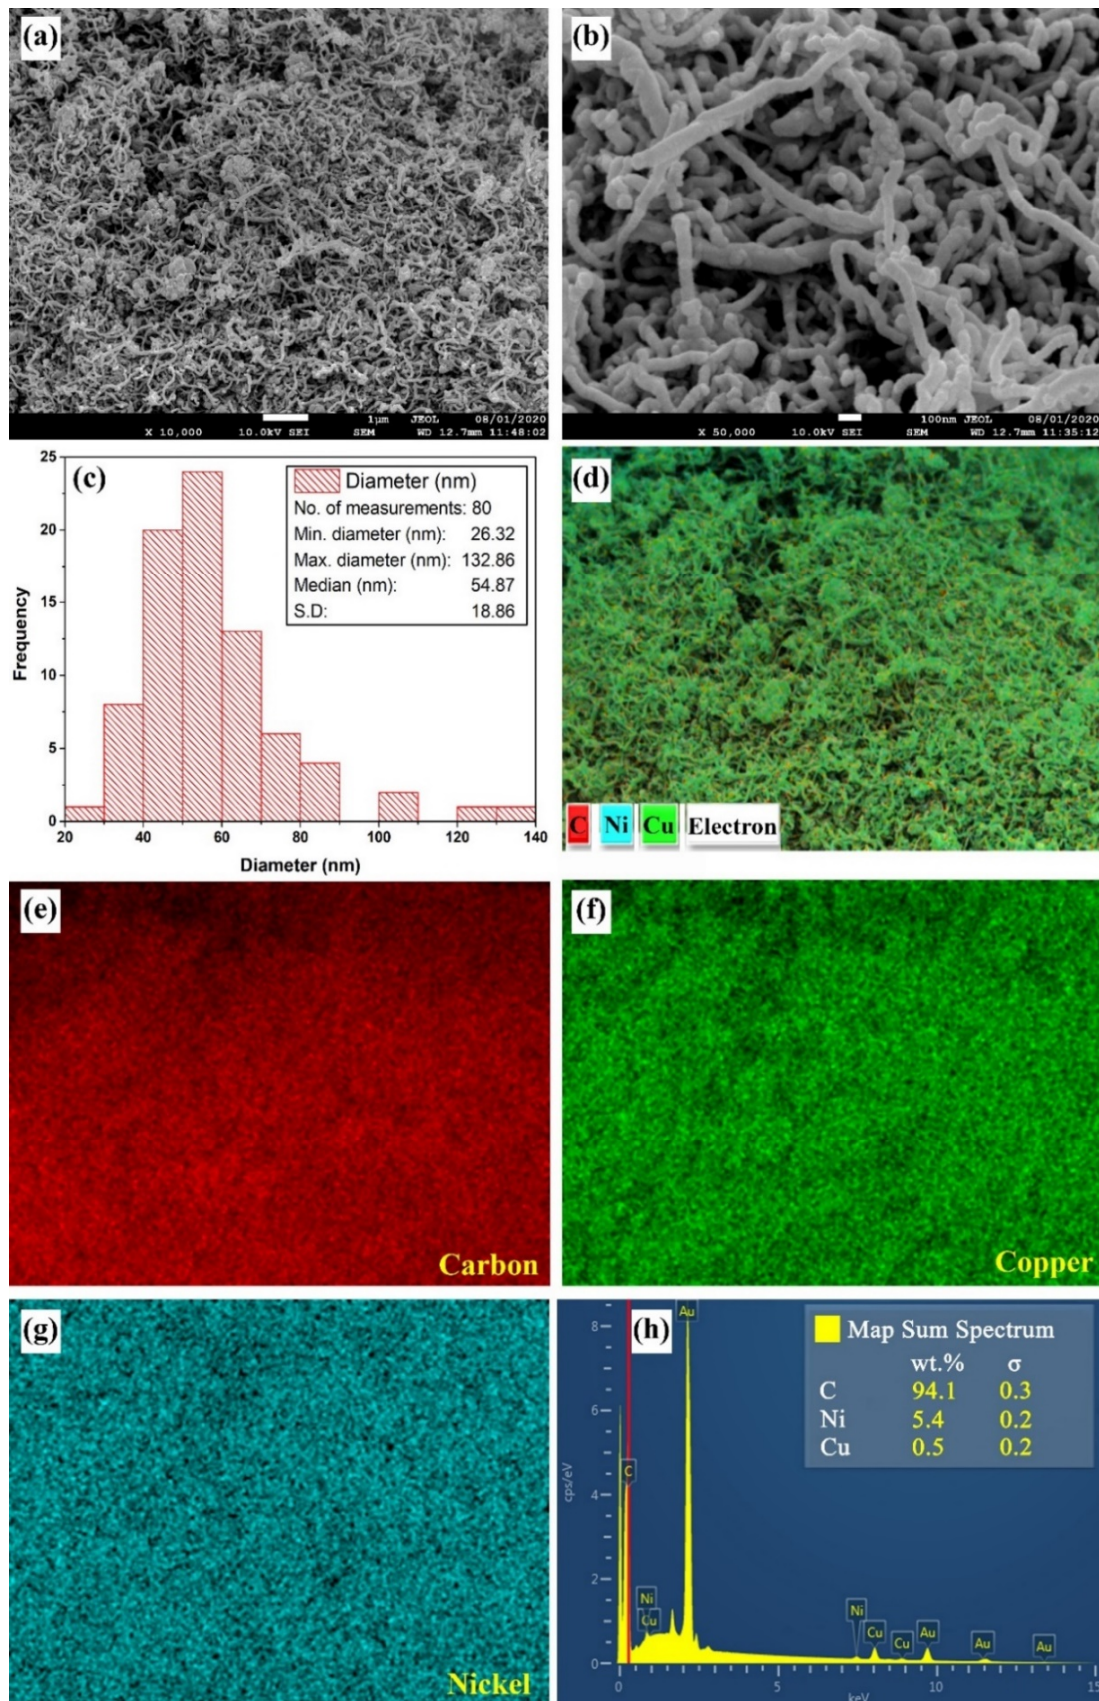 (a)
1μm JEOL 08/01/2020
X 10,000 10.0kV SEI SEM WD 12.7mm 11:48:02
(b)
100nm JEOL 08/01/2020
X 50,000 10.0kV SEI SEM WD 12.7mm 11:35:12
(c)
Diameter (nm)
No. of measurements: 80
Min. diameter (nm): 26.32
Max. diameter (nm): 132.86
Median (nm): 54.87
S.D: 18.86
Frequency
25
20
15
10
5
0
20 40 60 80 100 120 140
Diameter (nm)
(d)
C Ni Cu Electron
(e)
Carbon
(f)
Copper
(g)
Nickel
(h)
Map Sum Spectrum
wt.% σ
C 94.1 0.3
Ni 5.4 0.2
Cu 0.5 0.2
cps/eV
8
6
4
2
0
Au
C
Ni
Cu
Ni
Cu
Cu
Au
Au
Au
0 5 10 15
keV